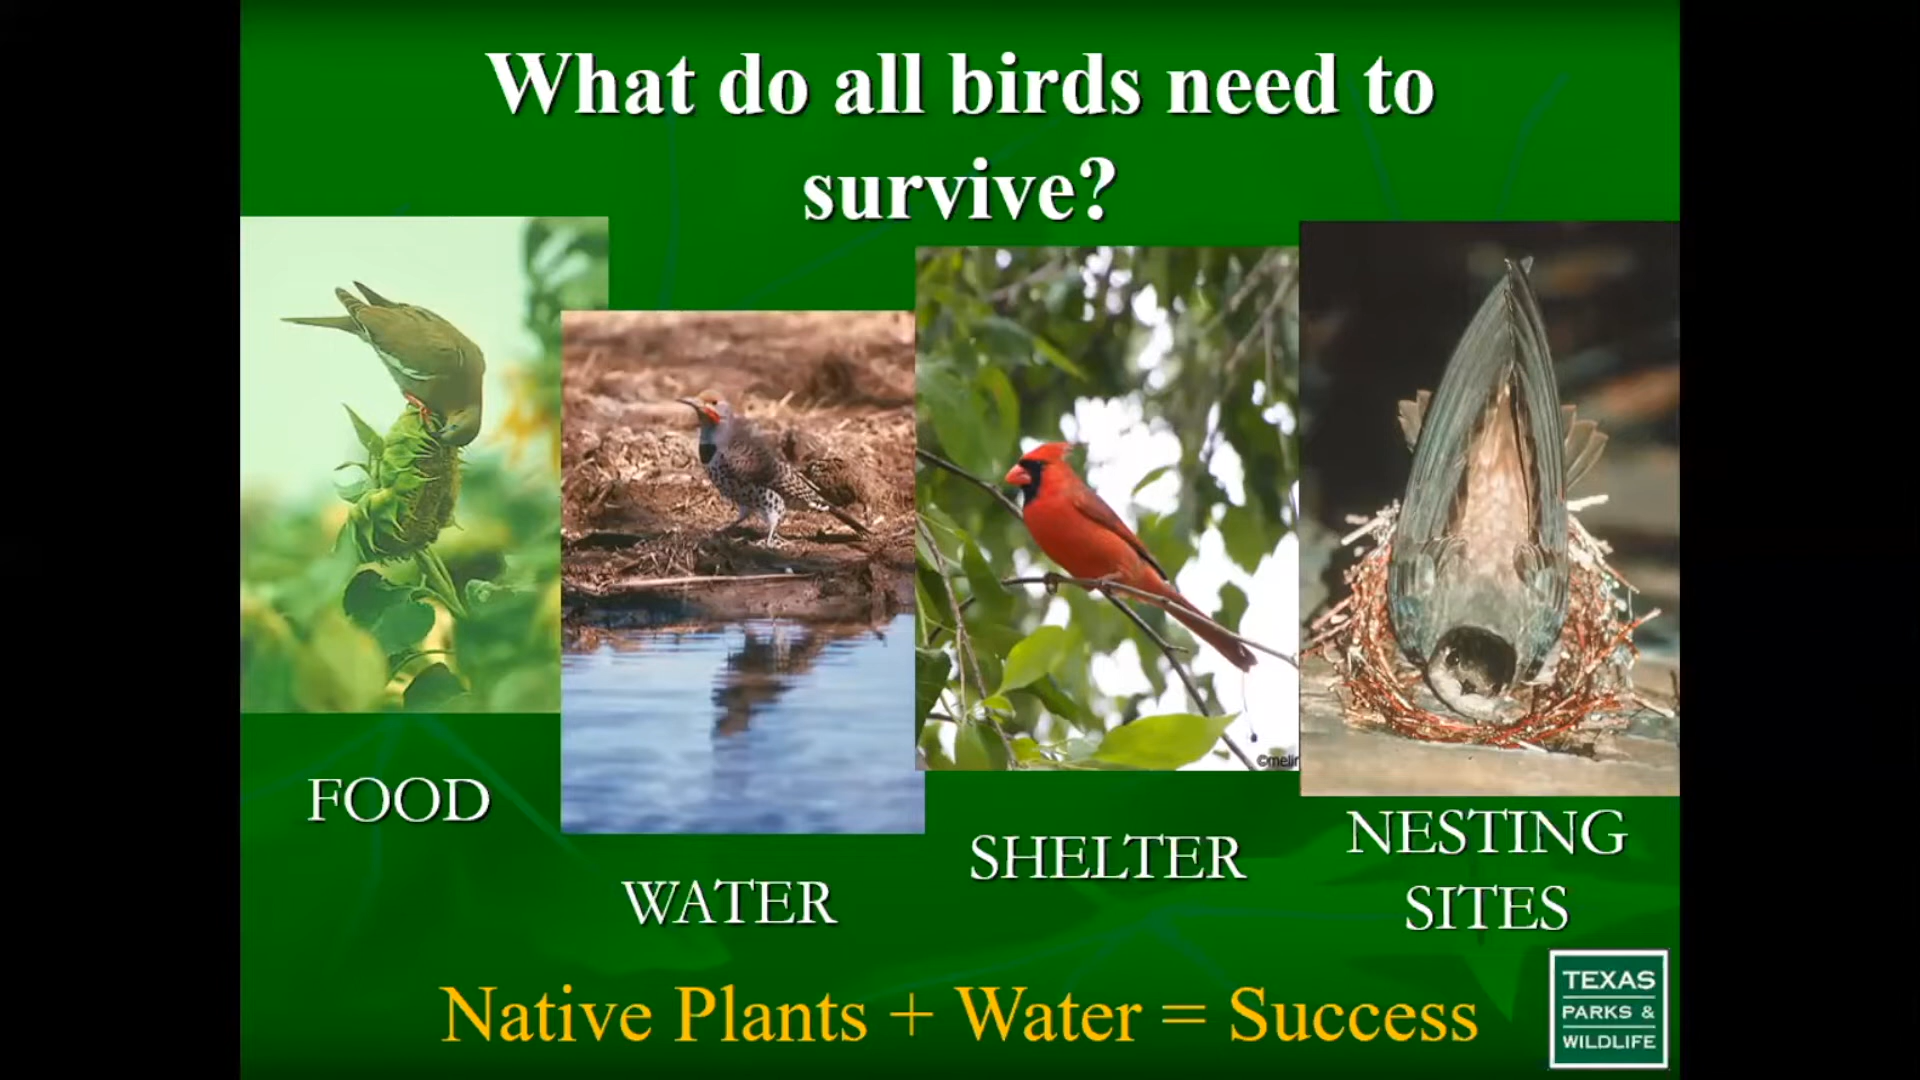 What do all birds need to
survive?
FOOD
WATER
SHELTER
NESTING
SITES
Native Plants + Water = Success
TEXAS
PARKS &
WILDLIFE